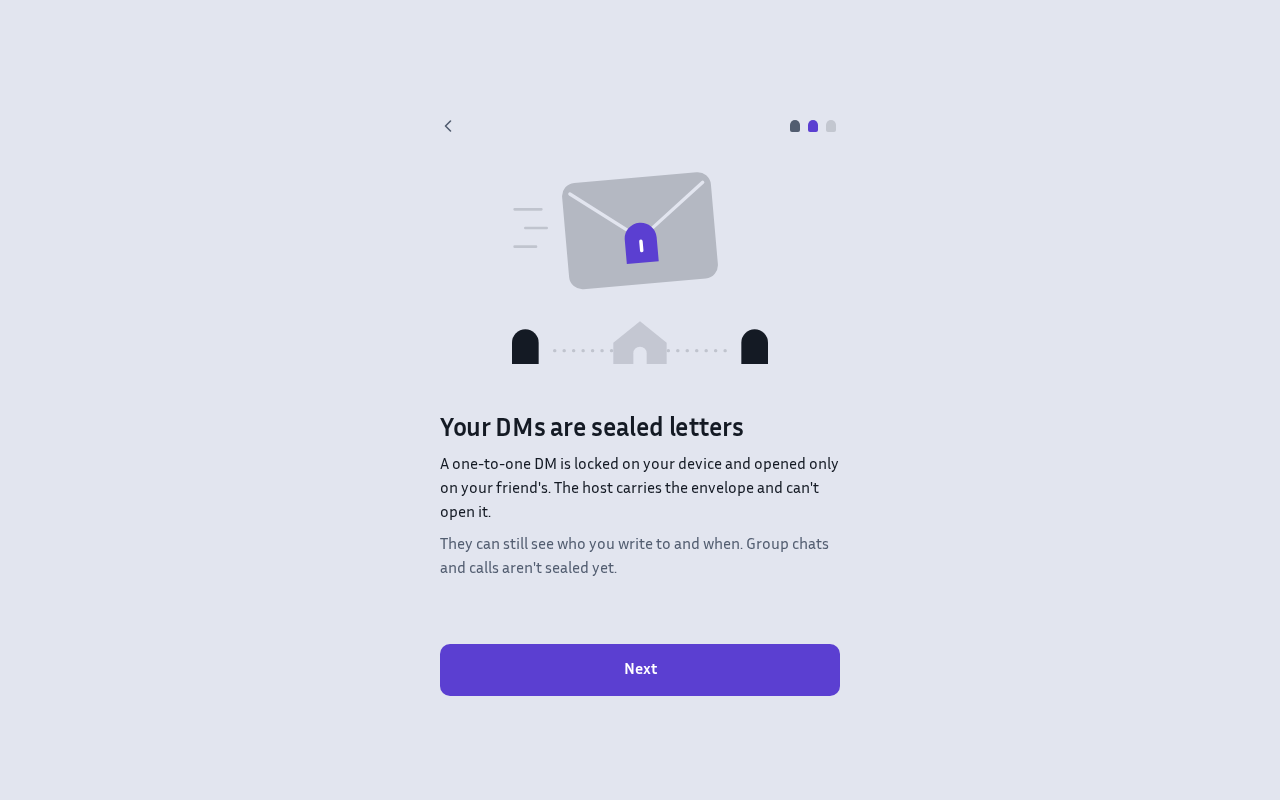 Your DMs are sealed letters
A one-to-one DM is locked on your device and opened only
on your friend's. The host carries the envelope and can't
open it.
They can still see who you write to and when. Group chats
and calls aren't sealed yet.
Next